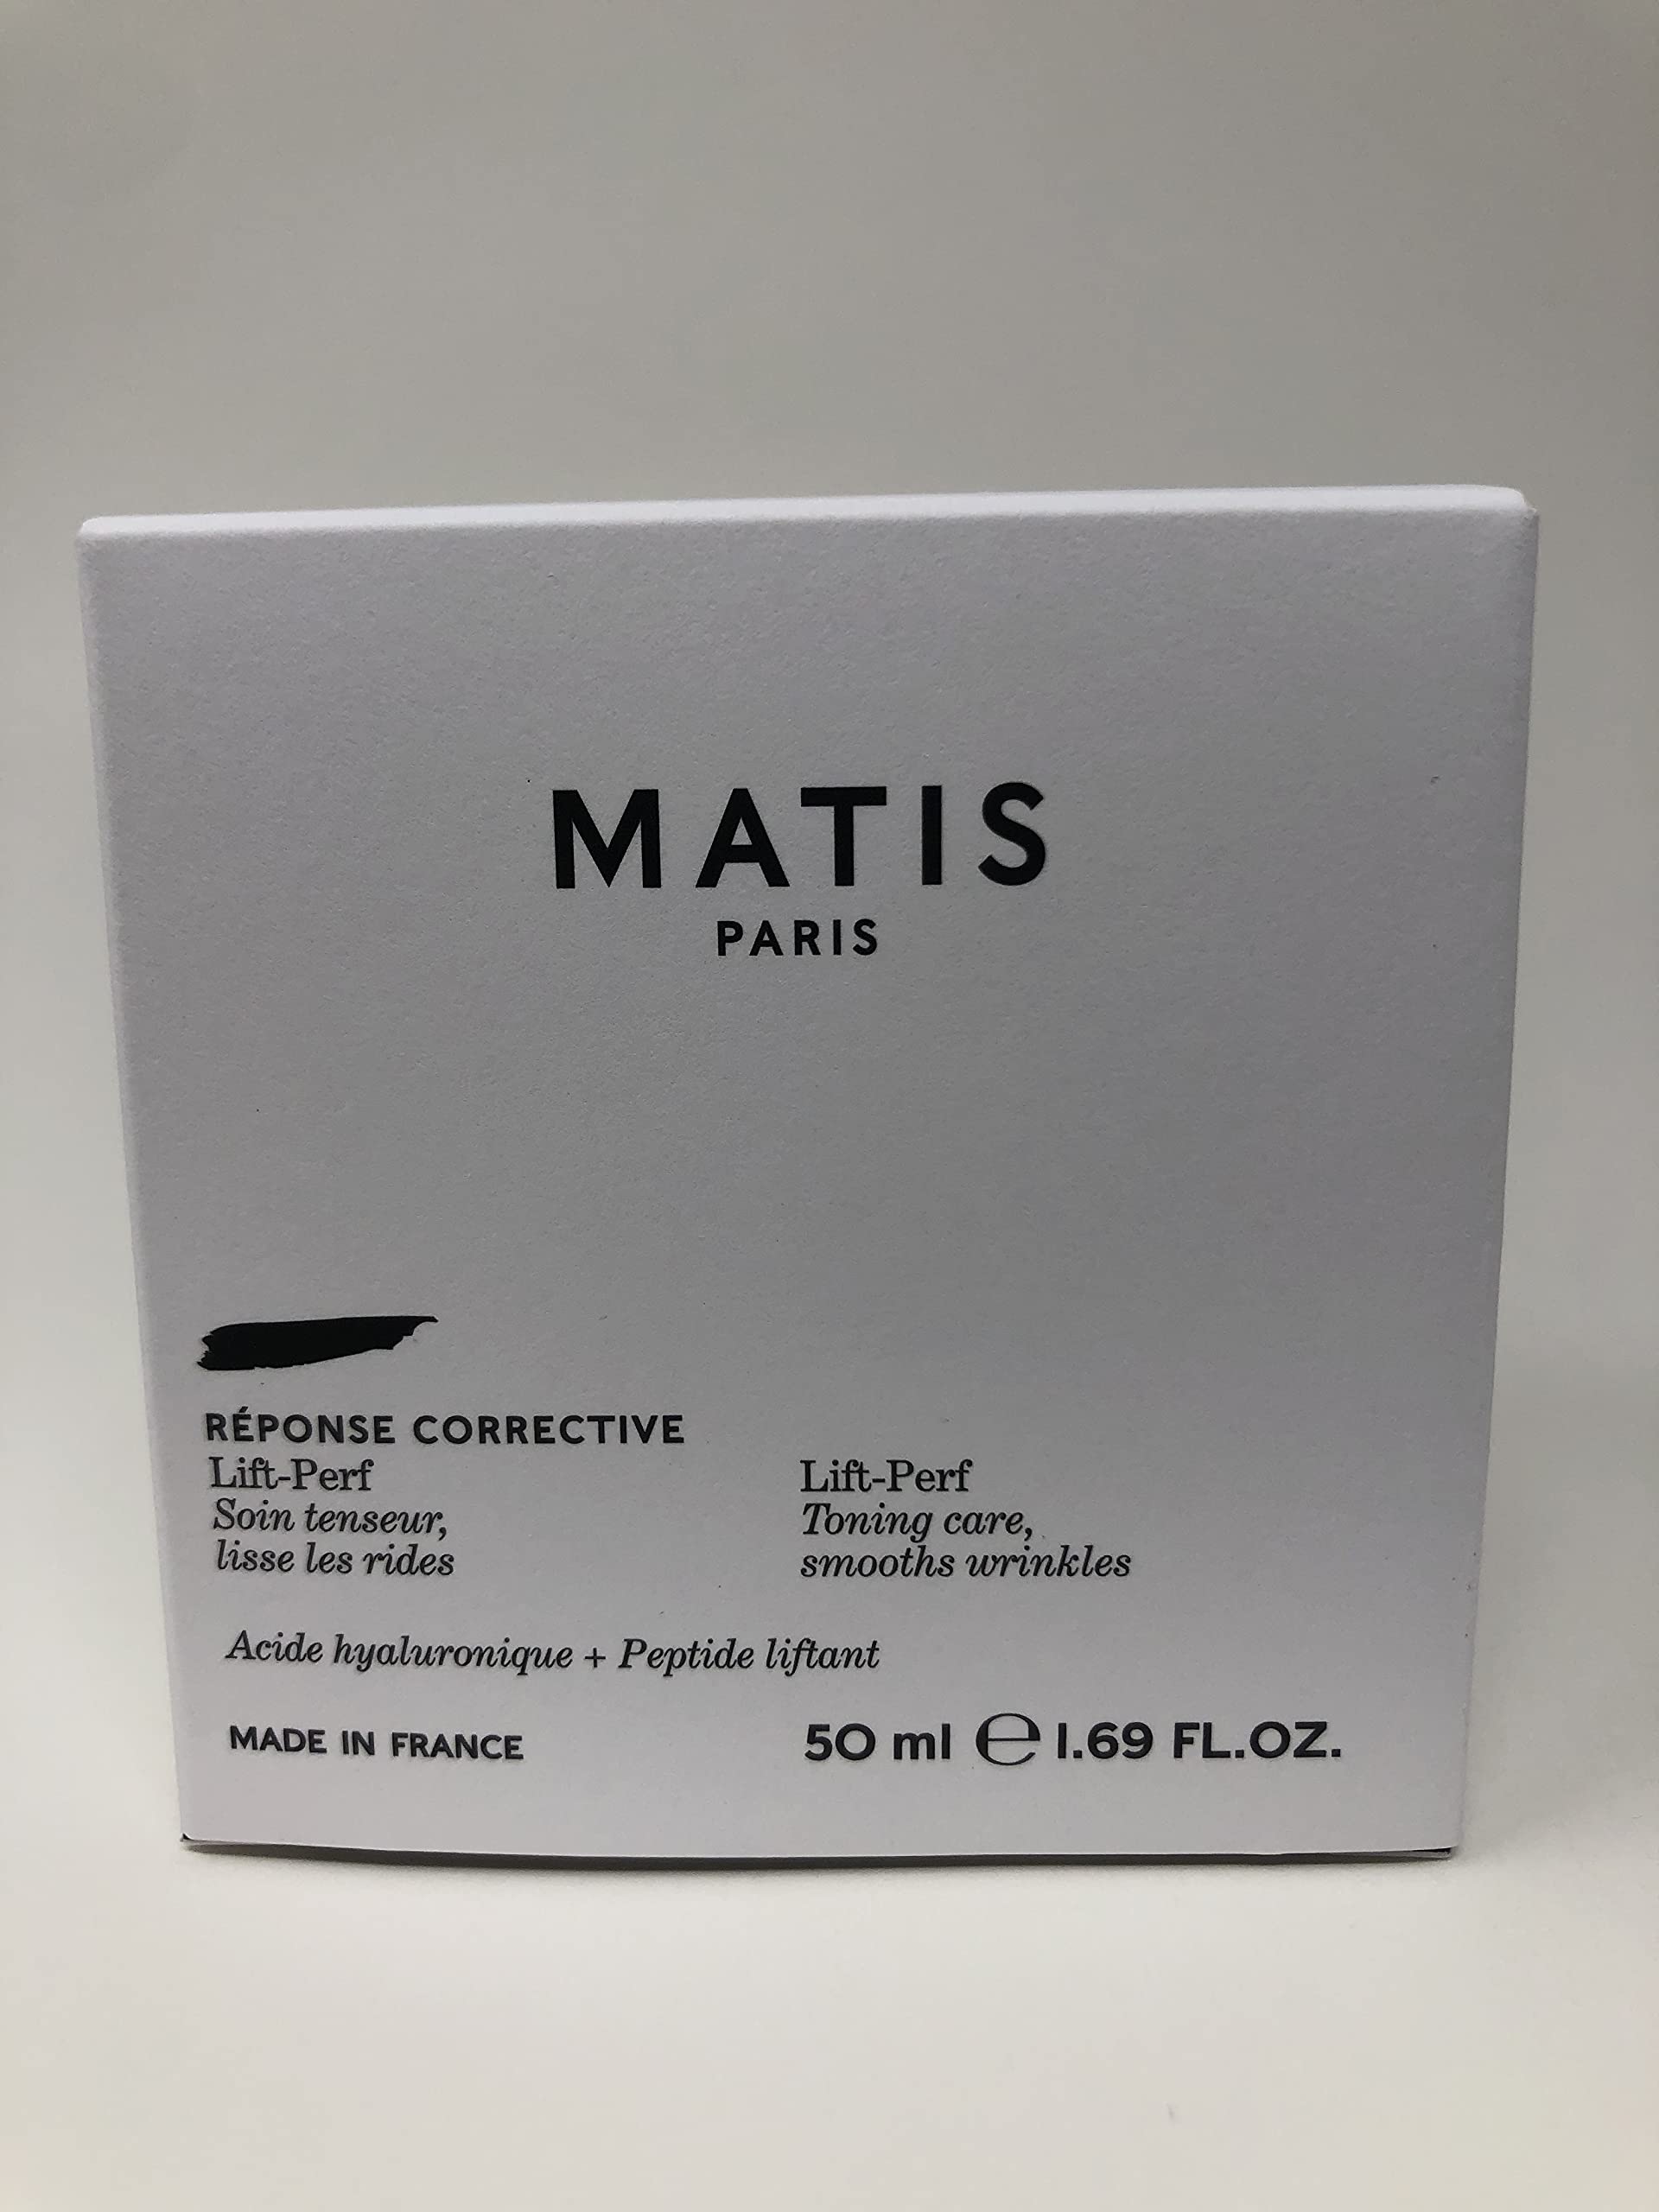 MATIS
PARIS
RÉPONSE CORRECTIVE
Lift-Perf
Soin tenseur,
lisse les rides
Lift-Perf
Toning care,
smooths wrinkles
Acide hyaluronique + Peptide liftant
MADE IN FRANCE
50 ml ℮ 1.69 FL.OZ.